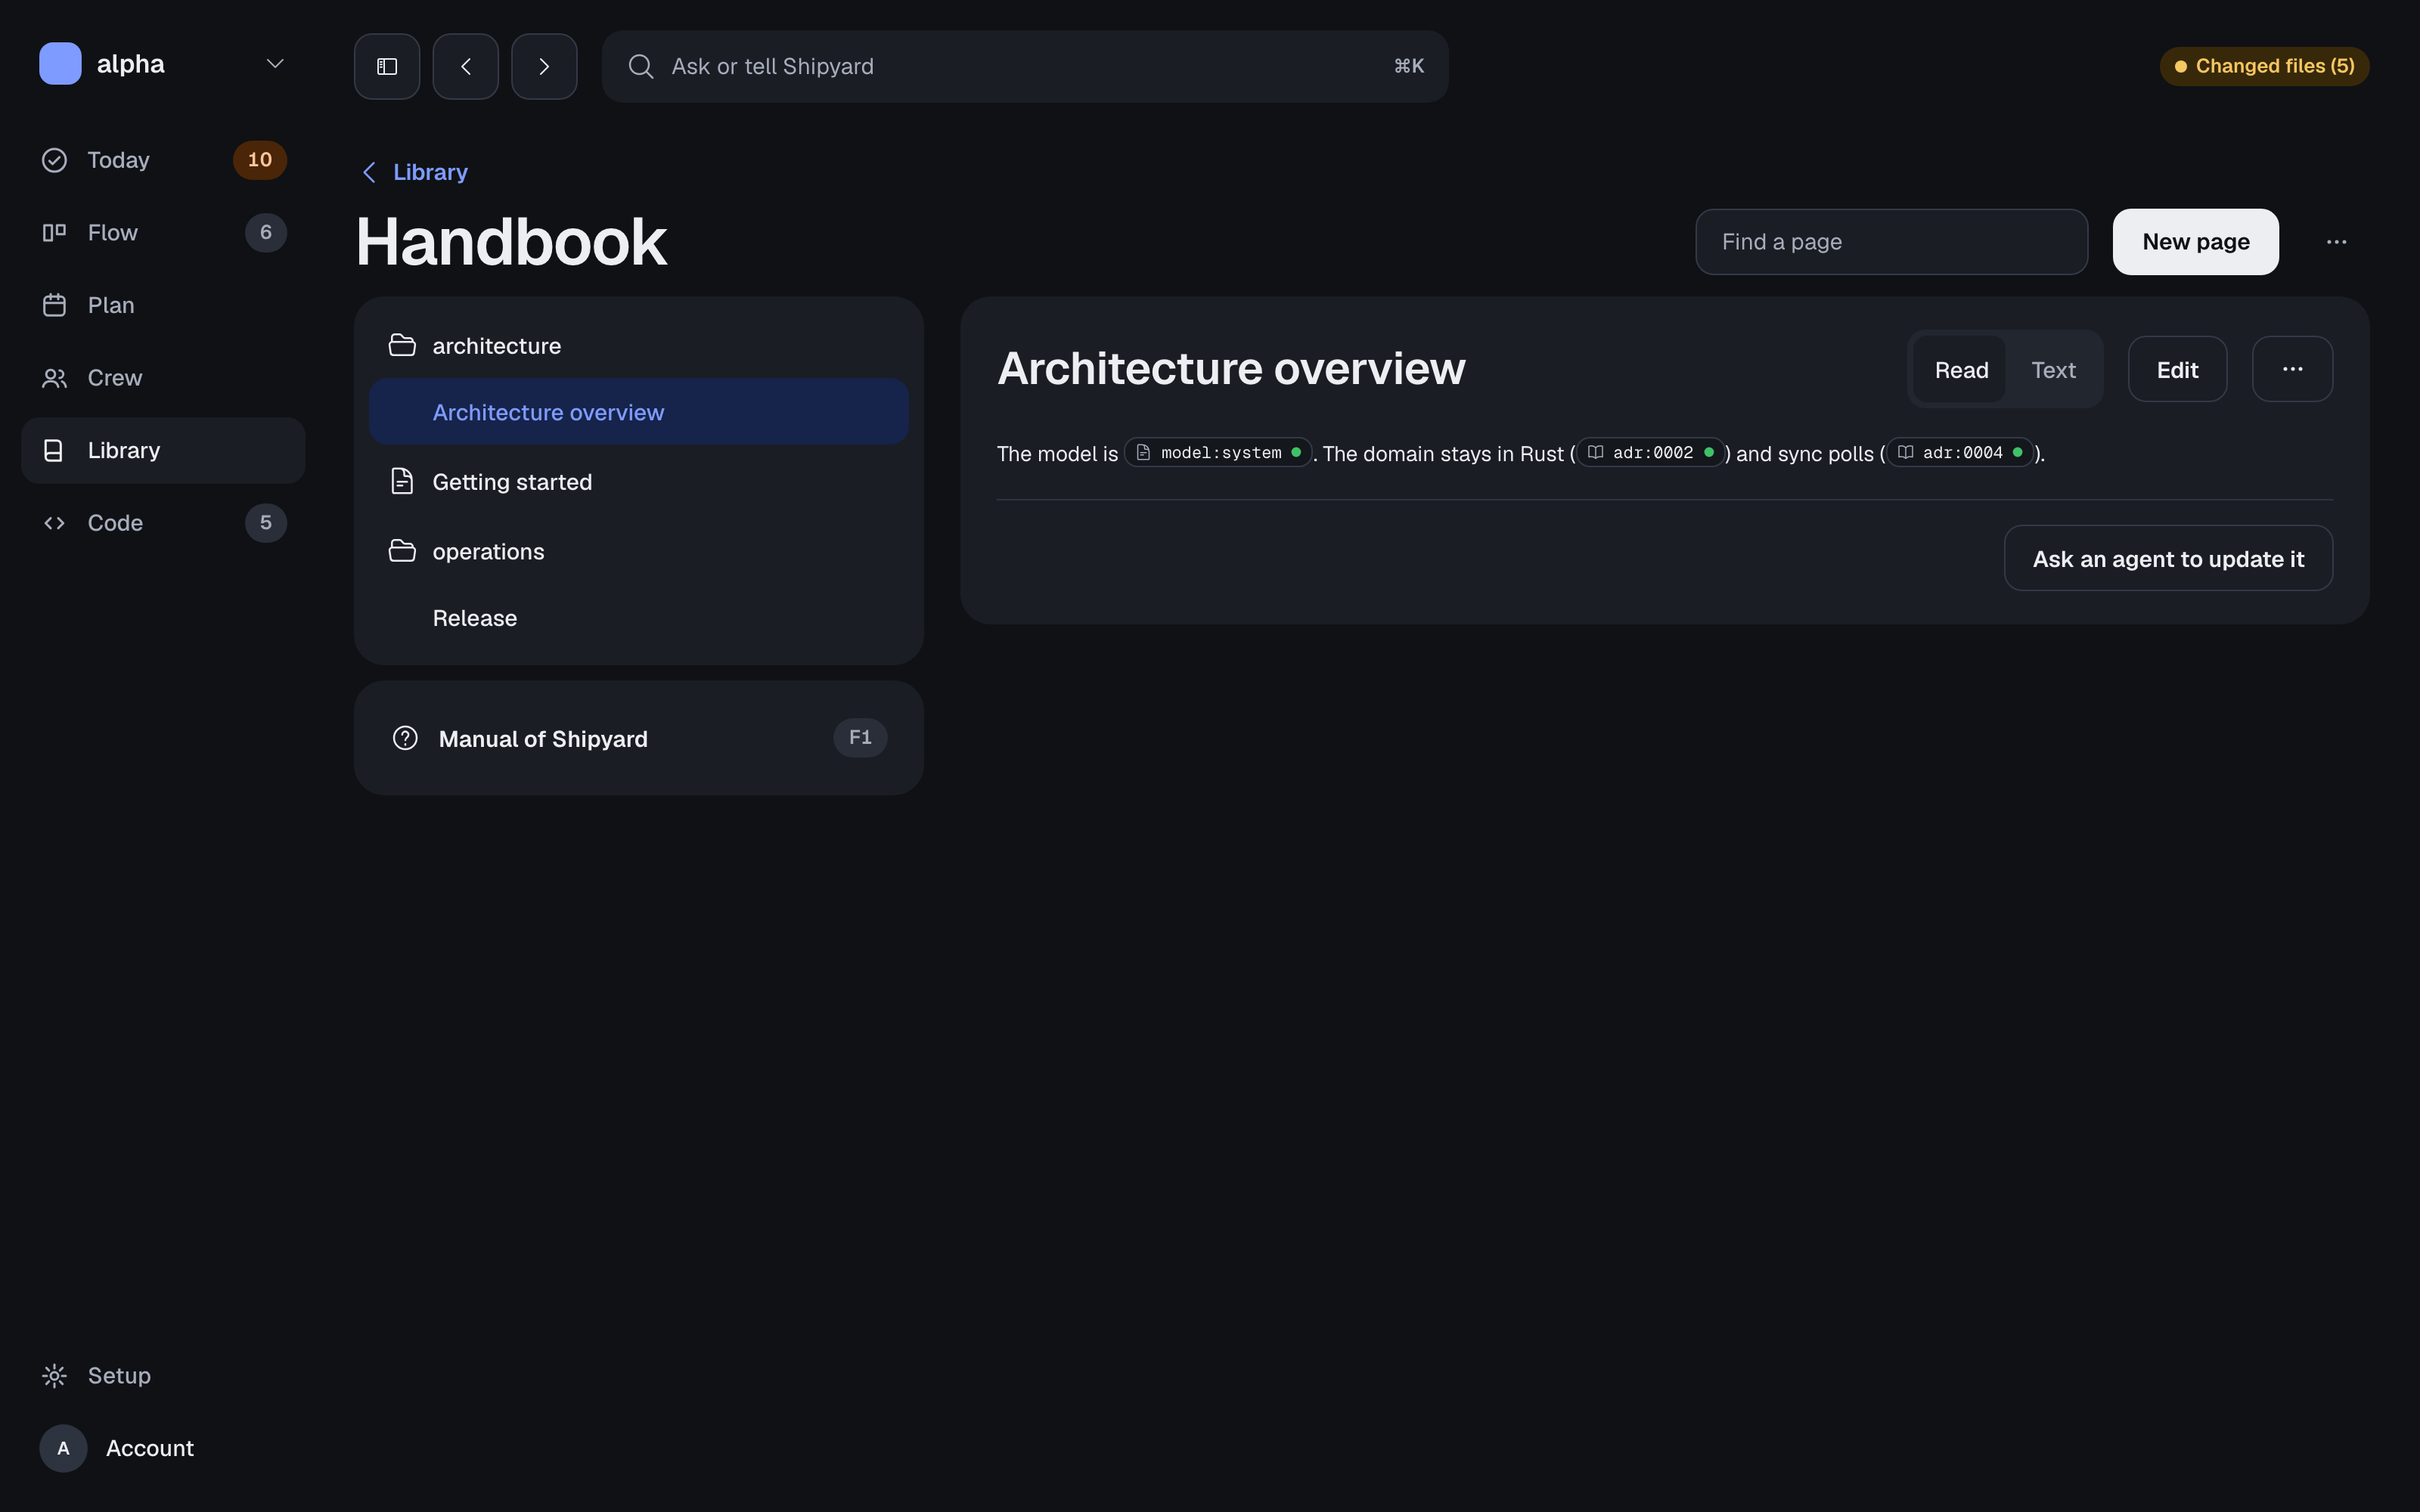 alpha
Ask or tell Shipyard ⌘K
Changed files (5)
Today 10
Flow 6
Plan
Crew
Library
Code 5
Setup
A Account
Library
Handbook
Find a page
New page
architecture
Architecture overview
Getting started
operations
Release
Manual of Shipyard F1
Architecture overview
Read Text
Edit
The model is model:system . The domain stays in Rust ( adr:0002 ) and sync polls ( adr:0004 ).
Ask an agent to update it